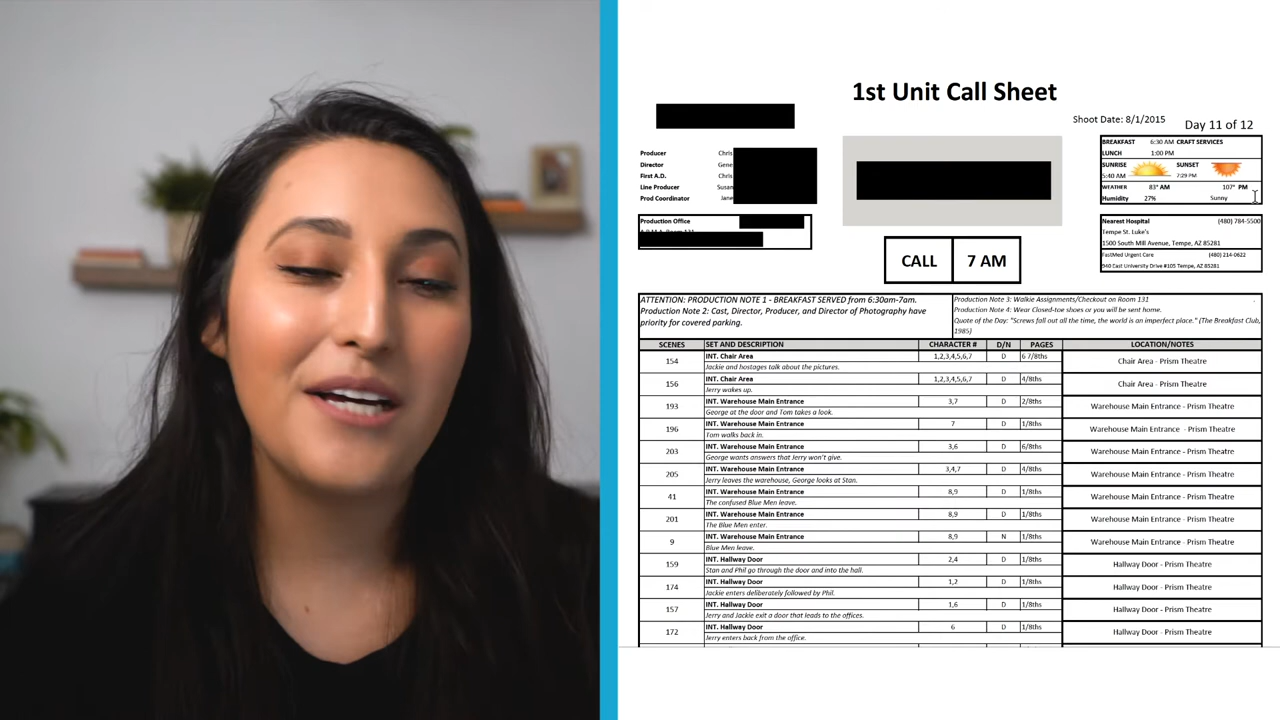 1st Unit Call Sheet
Shoot Date: 8/1/2015
Day 11 of 12
Producer Chris
Director Gene
First A.D. Chris
Line Producer Susan
Prod Coordinator Jane
Production Office
BREAKFAST 6:30 AM CRAFT SERVICES
LUNCH 1:00 PM
SUNRISE SUNSET
5:40 AM 7:29 PM
WEATHER 83° AM 107° PM
Humidity 27% Sunny
Nearest Hospital (480) 784-5500
Tempe St. Luke's
1500 South Mill Avenue, Tempe, AZ 85281
FastMed Urgent Care (480) 214-0622
940 East University Drive #105 Tempe, AZ 85281
CALL 7 AM
ATTENTION: PRODUCTION NOTE 1 - BREAKFAST SERVED from 6:30am-7am.
Production Note 2: Cast, Director, Producer, and Director of Photography have
priority for covered parking.
Production Note 3: Walkie Assignments/Checkout on Room 131
Production Note 4: Wear Closed-toe shoes or you will be sent home.
Quote of the Day: "Screws fall out all the time, the world is an imperfect place." (The Breakfast Club,
1985)
SCENES SET AND DESCRIPTION CHARACTER # D/N PAGES LOCATION/NOTES
154 INT. Chair Area 1,2,3,4,5,6,7 D 6 7/8ths Chair Area - Prism Theatre
Jackie and hostages talk about the pictures.
156 INT. Chair Area 1,2,3,4,5,6,7 D 4/8ths Chair Area - Prism Theatre
Jerry wakes up.
193 INT. Warehouse Main Entrance 3,7 D 2/8ths Warehouse Main Entrance - Prism Theatre
George at the door and Tom takes a look.
196 INT. Warehouse Main Entrance 7 D 1/8ths Warehouse Main Entrance - Prism Theatre
Tom walks back in.
203 INT. Warehouse Main Entrance 3,6 D 6/8ths Warehouse Main Entrance - Prism Theatre
George wants answers that Jerry won't give.
205 INT. Warehouse Main Entrance 3,4,7 D 4/8ths Warehouse Main Entrance - Prism Theatre
Jerry leaves the warehouse, George looks at Stan.
41 INT. Warehouse Main Entrance 8,9 D 1/8ths Warehouse Main Entrance - Prism Theatre
The confused Blue Men leave.
201 INT. Warehouse Main Entrance 8,9 D 1/8ths Warehouse Main Entrance - Prism Theatre
The Blue Men enter.
9 INT. Warehouse Main Entrance 8,9 N 1/8ths Warehouse Main Entrance - Prism Theatre
Blue Men leave.
159 INT. Hallway Door 2,4 D 1/8ths Hallway Door - Prism Theatre
Stan and Phil go through the door and into the hall.
174 INT. Hallway Door 1,2 D 1/8ths Hallway Door - Prism Theatre
Jackie enters deliberately followed by Phil.
157 INT. Hallway Door 1,6 D 1/8ths Hallway Door - Prism Theatre
Jerry and Jackie exit a door that leads to the offices.
172 INT. Hallway Door 6 D 1/8ths Hallway Door - Prism Theatre
Jerry enters back from the office.